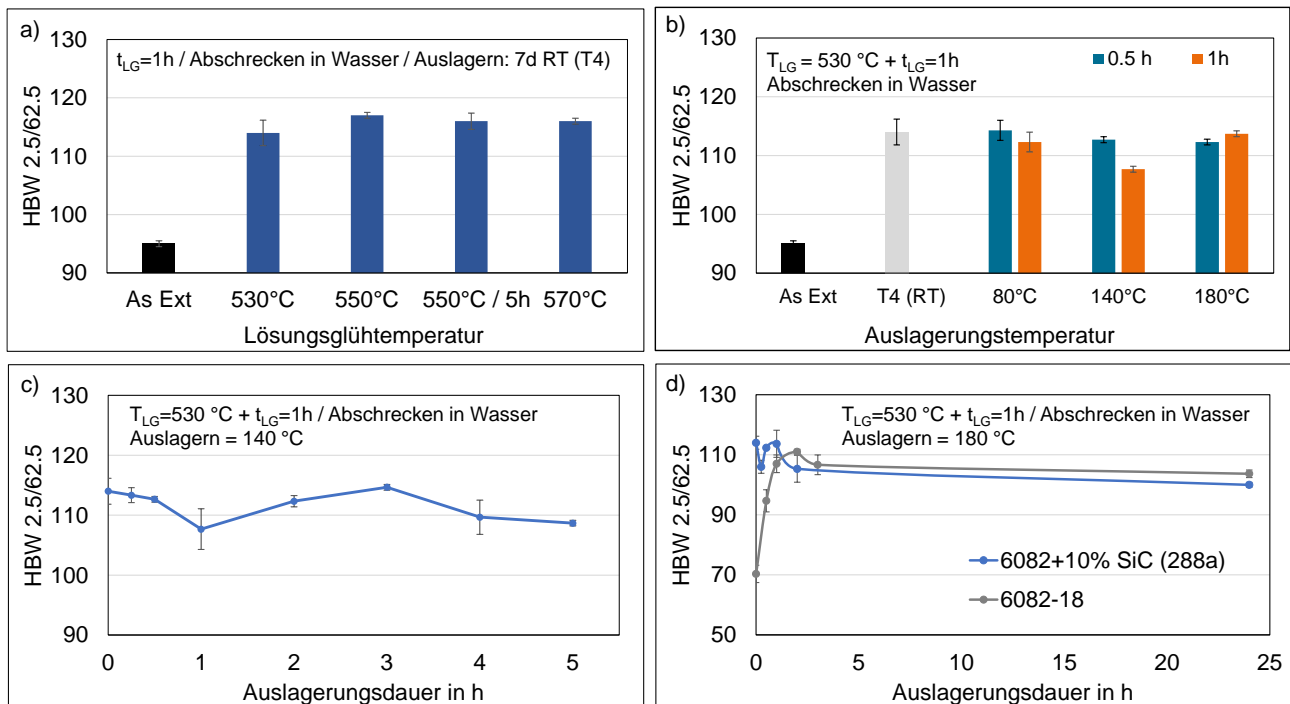 a)
t_LG=1h / Abschrecken in Wasser / Auslagern: 7d RT (T4)
HBW 2.5/62.5
130
120
110
100
90
As Ext 530°C 550°C 550°C / 5h 570°C
Lösungsglühtemperatur
b)
T_LG = 530 °C + t_LG=1h
Abschrecken in Wasser
0.5 h 1h
HBW 2.5/62.5
130
120
110
100
90
As Ext T4 (RT) 80°C 140°C 180°C
Auslagerungstemperatur
c)
T_LG=530 °C + t_LG=1h / Abschrecken in Wasser
Auslagern = 140 °C
HBW 2.5/62.5
130
120
110
100
90
0 1 2 3 4 5
Auslagerungsdauer in h
d)
T_LG=530 °C + t_LG=1h / Abschrecken in Wasser
Auslagern = 180 °C
HBW 2.5/62.5
130
110
90
70
50
6082+10% SiC (288a)
6082-18
0 5 10 15 20 25
Auslagerungsdauer in h